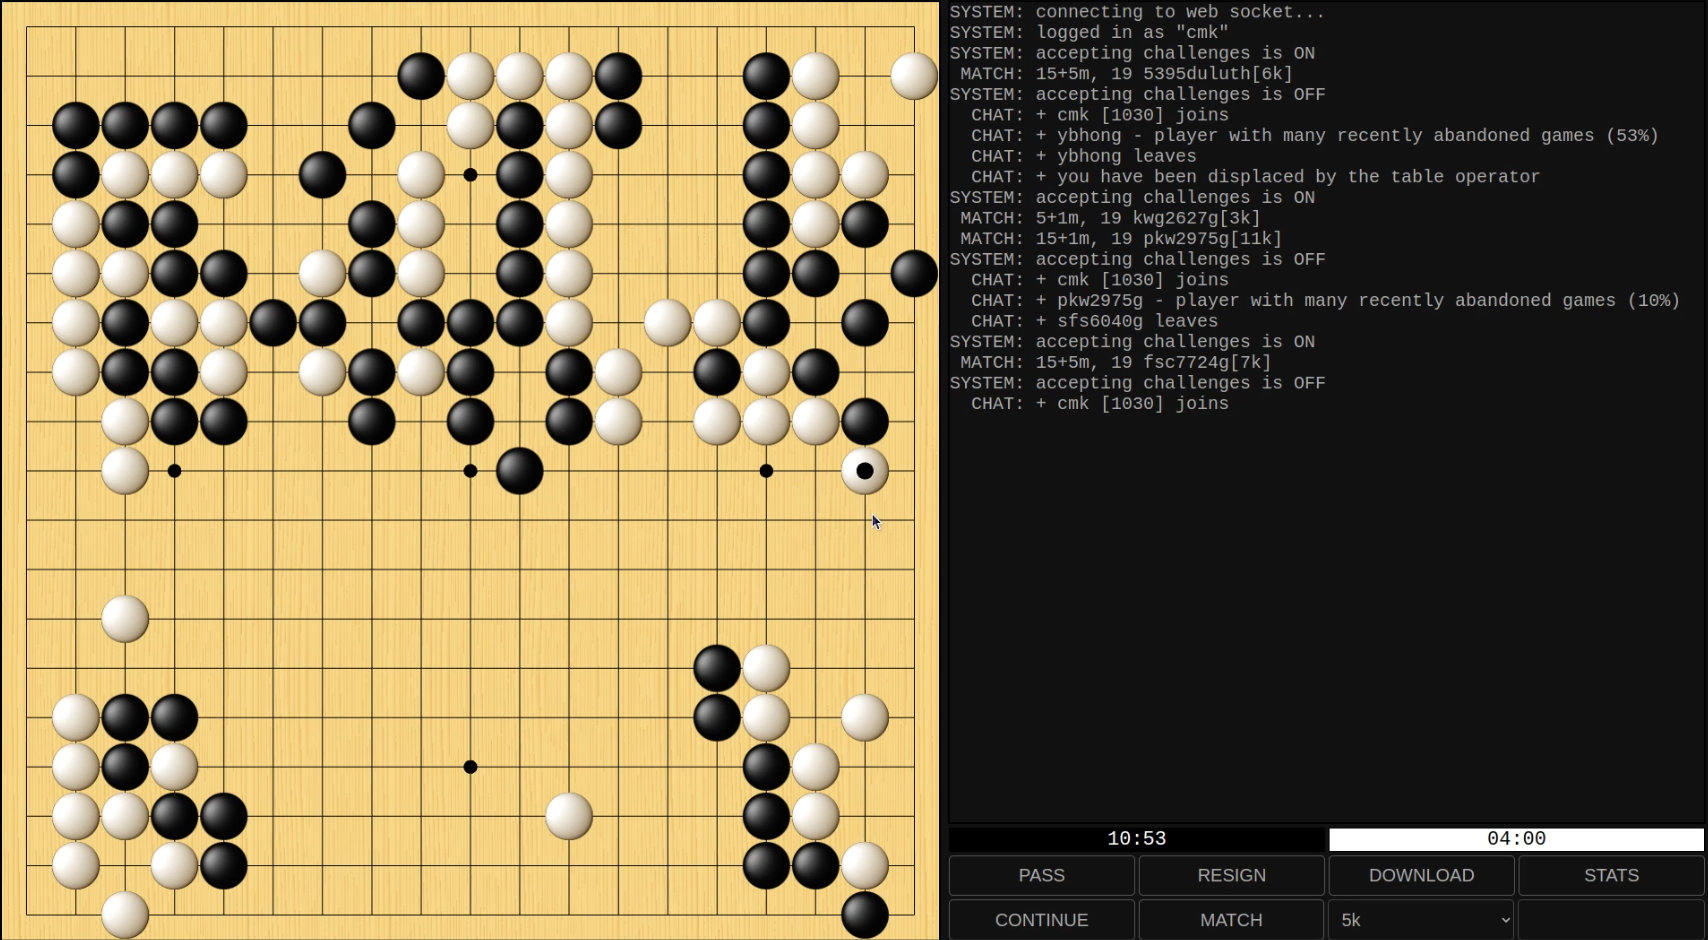 SYSTEM: connecting to web socket...
SYSTEM: logged in as "cmk"
SYSTEM: accepting challenges is ON
MATCH: 15+5m, 19 5395duluth[6k]
SYSTEM: accepting challenges is OFF
CHAT: + cmk [1030] joins
CHAT: + ybhong - player with many recently abandoned games (53%)
CHAT: + ybhong leaves
CHAT: + you have been displaced by the table operator
SYSTEM: accepting challenges is ON
MATCH: 5+1m, 19 kwg2627g[3k]
MATCH: 15+1m, 19 pkw2975g[11k]
SYSTEM: accepting challenges is OFF
CHAT: + cmk [1030] joins
CHAT: + pkw2975g - player with many recently abandoned games (10%)
CHAT: + sfs6040g leaves
SYSTEM: accepting challenges is ON
MATCH: 15+5m, 19 fsc7724g[7k]
SYSTEM: accepting challenges is OFF
CHAT: + cmk [1030] joins
10:53 04:00
PASS RESIGN DOWNLOAD STATS
CONTINUE MATCH 5k